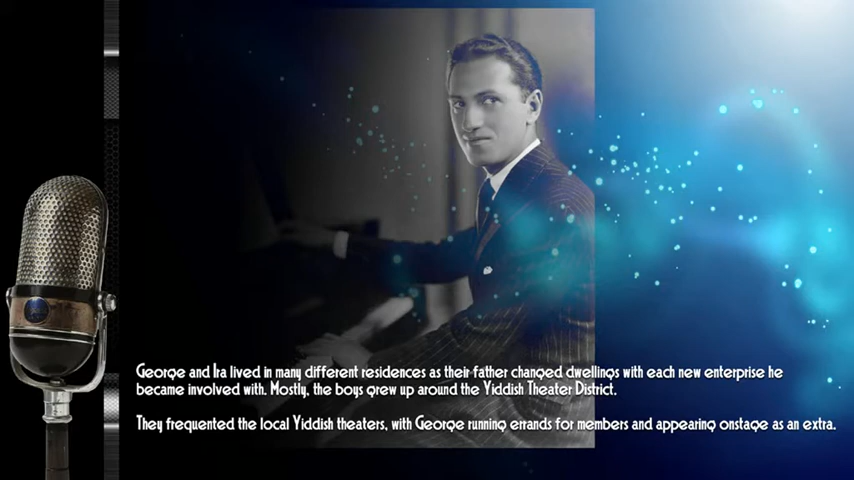 George and Ira lived in many different residences as their father changed dwellings with each new enterprise he
became involved with. Mostly, the boys grew up around the Yiddish Theater District.
They frequented the local Yiddish theaters, with George running errands for members and appearing onstage as an extra.